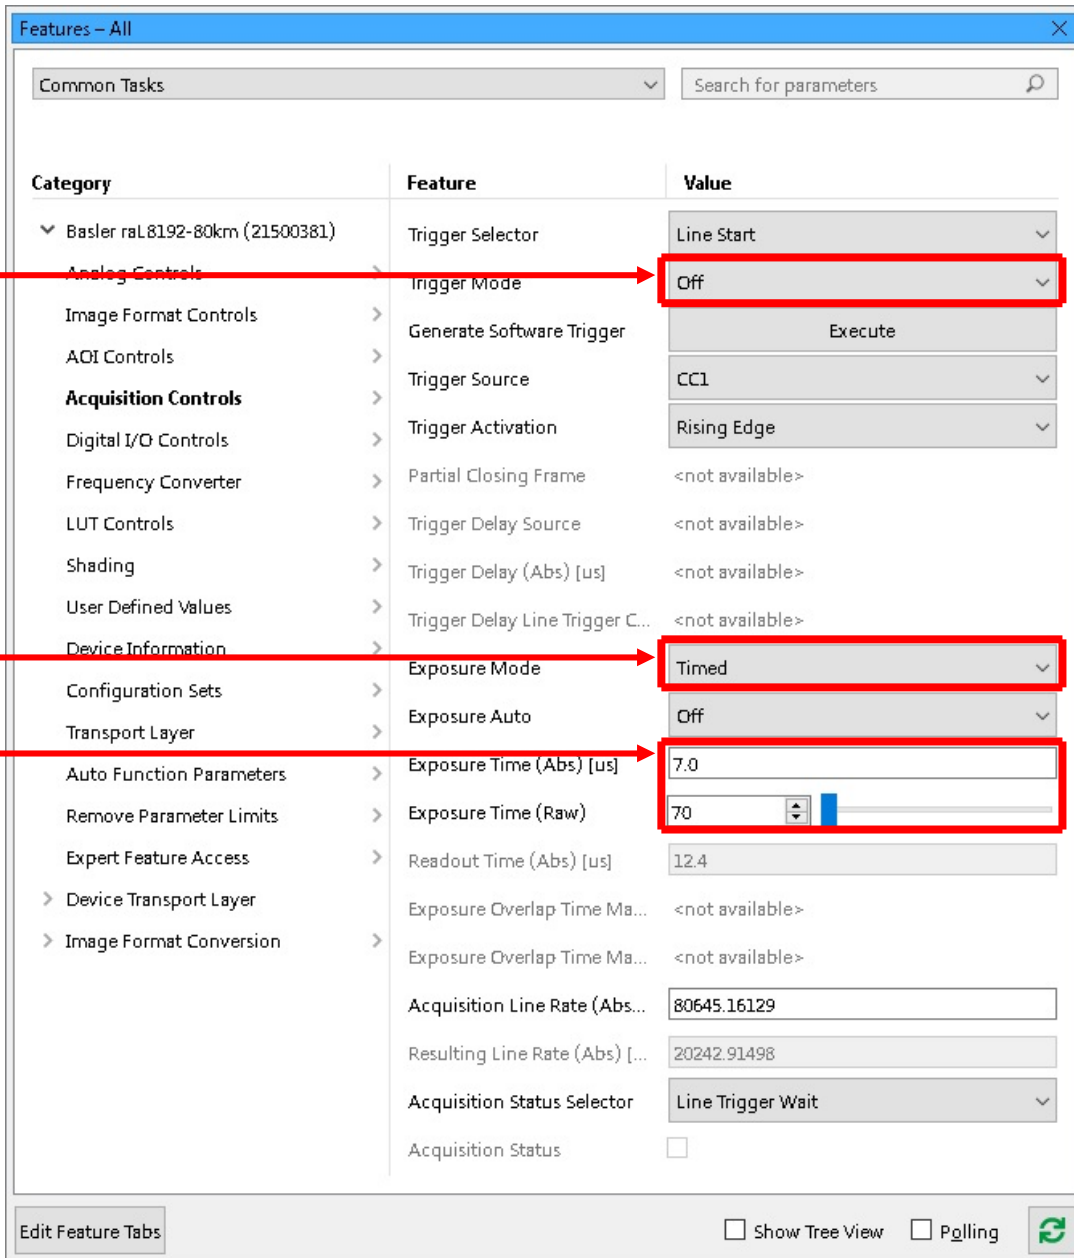 Features – All
Common Tasks
Search for parameters
Category Feature Value
Basler raL8192-80km (21500381)
Analog Controls
Image Format Controls
AOI Controls
Acquisition Controls
Digital I/O Controls
Frequency Converter
LUT Controls
Shading
User Defined Values
Device Information
Configuration Sets
Transport Layer
Auto Function Parameters
Remove Parameter Limits
Expert Feature Access
Device Transport Layer
Image Format Conversion
Trigger Selector Line Start
Trigger Mode Off
Generate Software Trigger Execute
Trigger Source CC1
Trigger Activation Rising Edge
Partial Closing Frame <not available>
Trigger Delay Source <not available>
Trigger Delay (Abs) [us] <not available>
Trigger Delay Line Trigger C... <not available>
Exposure Mode Timed
Exposure Auto Off
Exposure Time (Abs) [us] 7.0
Exposure Time (Raw) 70
Readout Time (Abs) [us] 12.4
Exposure Overlap Time Ma... <not available>
Exposure Overlap Time Ma... <not available>
Acquisition Line Rate (Abs... 80645.16129
Resulting Line Rate (Abs) [... 20242.91498
Acquisition Status Selector Line Trigger Wait
Acquisition Status
Edit Feature Tabs Show Tree View Polling